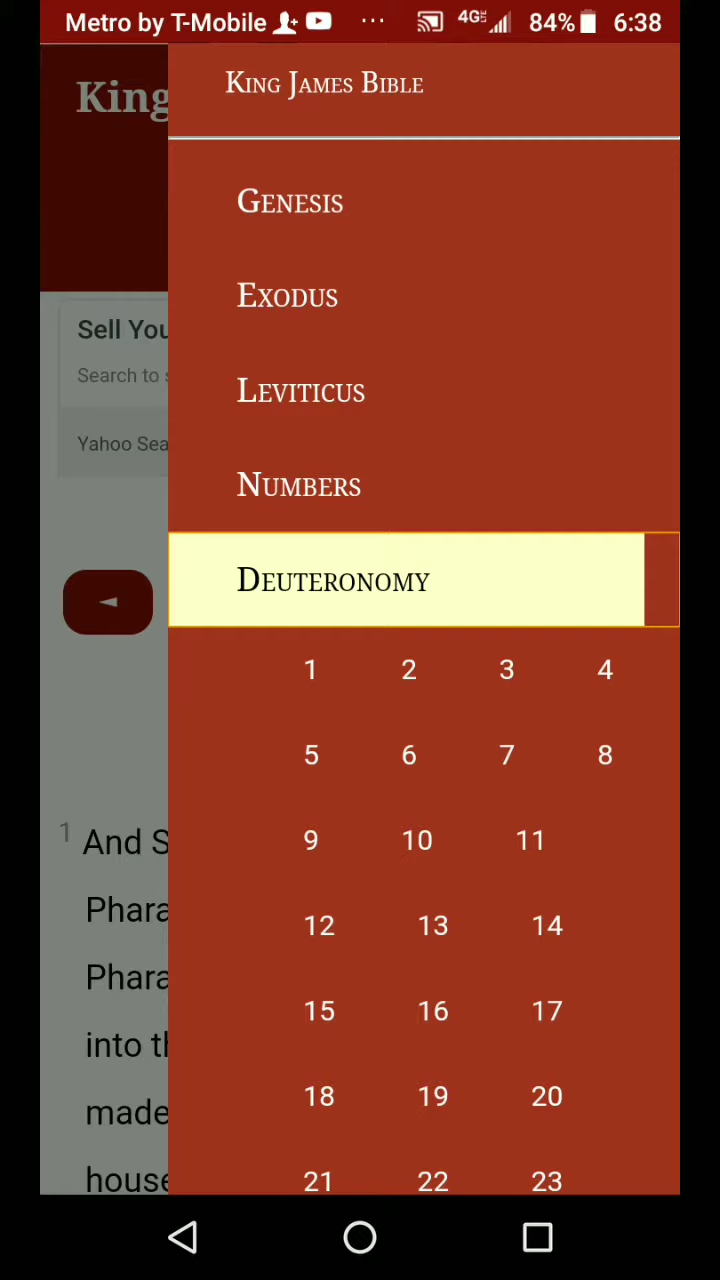 Metro by T-Mobile ... 4G 84% 6:38
King
King James Bible
Genesis
Sell You
Exodus
Search to s
Leviticus
Yahoo Sea
Numbers
Deuteronomy
1 2 3 4
5 6 7 8
1 And S
9 10 11
Phara
12 13 14
Phara
15 16 17
into th
18 19 20
made
21 22 23
house